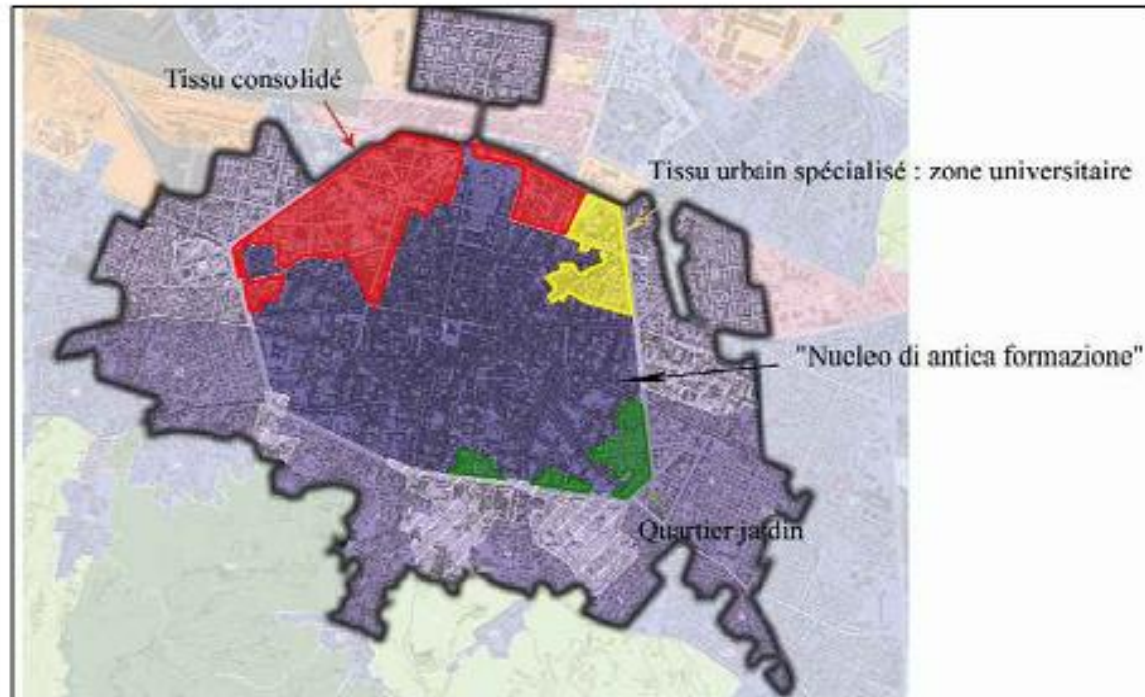 Tissu consolidé
Tissu urbain spécialisé : zone universitaire
"Nucleo di antica formazione"
Quartier jardin